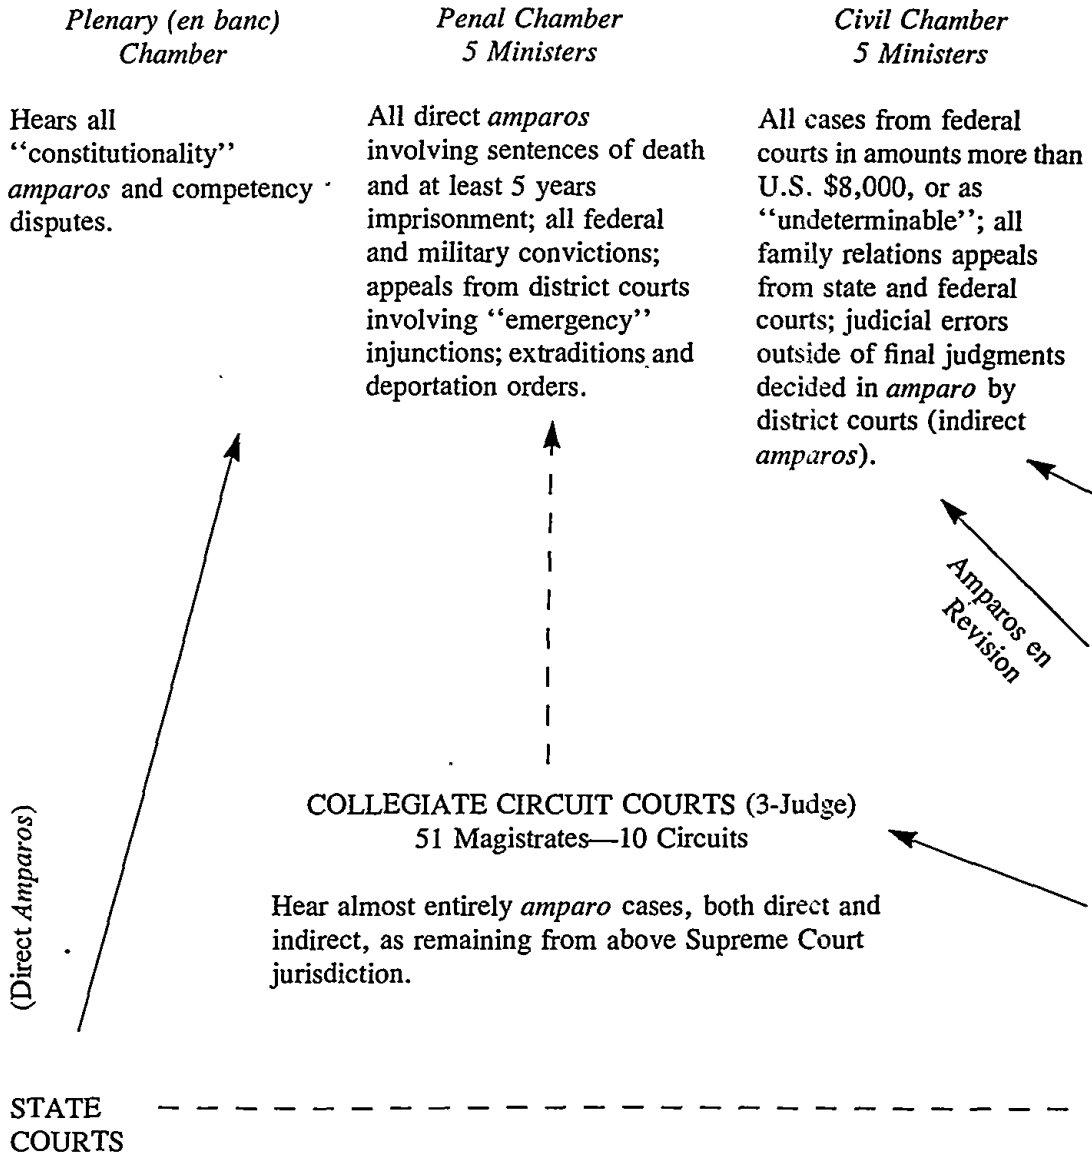 Plenary (en banc)
Chamber
Hears all
“constitutionality”
amparos and competency
disputes.
Penal Chamber
5 Ministers
All direct amparos
involving sentences of death
and at least 5 years
imprisonment; all federal
and military convictions;
appeals from district courts
involving “emergency”
injunctions; extraditions and
deportation orders.
Civil Chamber
5 Ministers
All cases from federal
courts in amounts more than
U.S. $8,000, or as
“undeterminable”; all
family relations appeals
from state and federal
courts; judicial errors
outside of final judgments
decided in amparo by
district courts (indirect
amparos).
Amparos en
Revision
(Direct Amparos)
COLLEGIATE CIRCUIT COURTS (3-Judge)
51 Magistrates—10 Circuits
Hear almost entirely amparo cases, both direct and
indirect, as remaining from above Supreme Court
jurisdiction.
STATE
COURTS